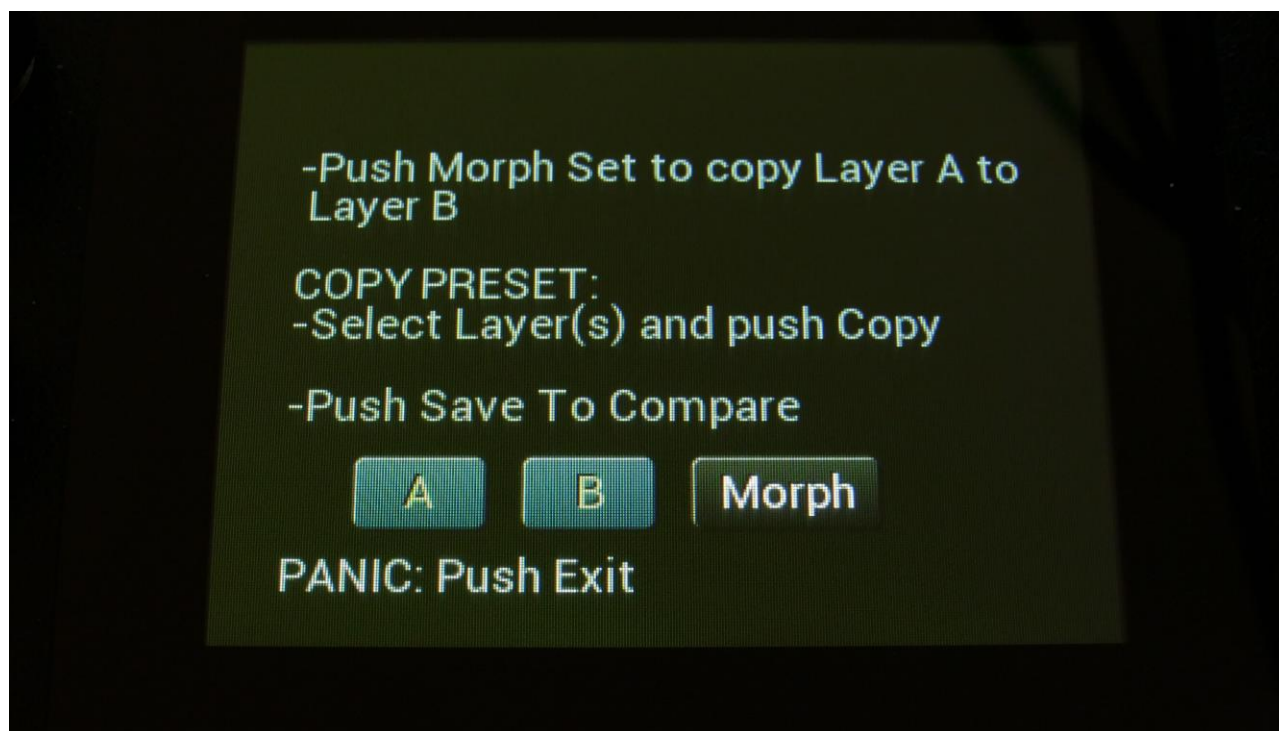 -Push Morph Set to copy Layer A to
Layer B
COPY PRESET:
-Select Layer(s) and push Copy
-Push Save To Compare
A B Morph
PANIC: Push Exit